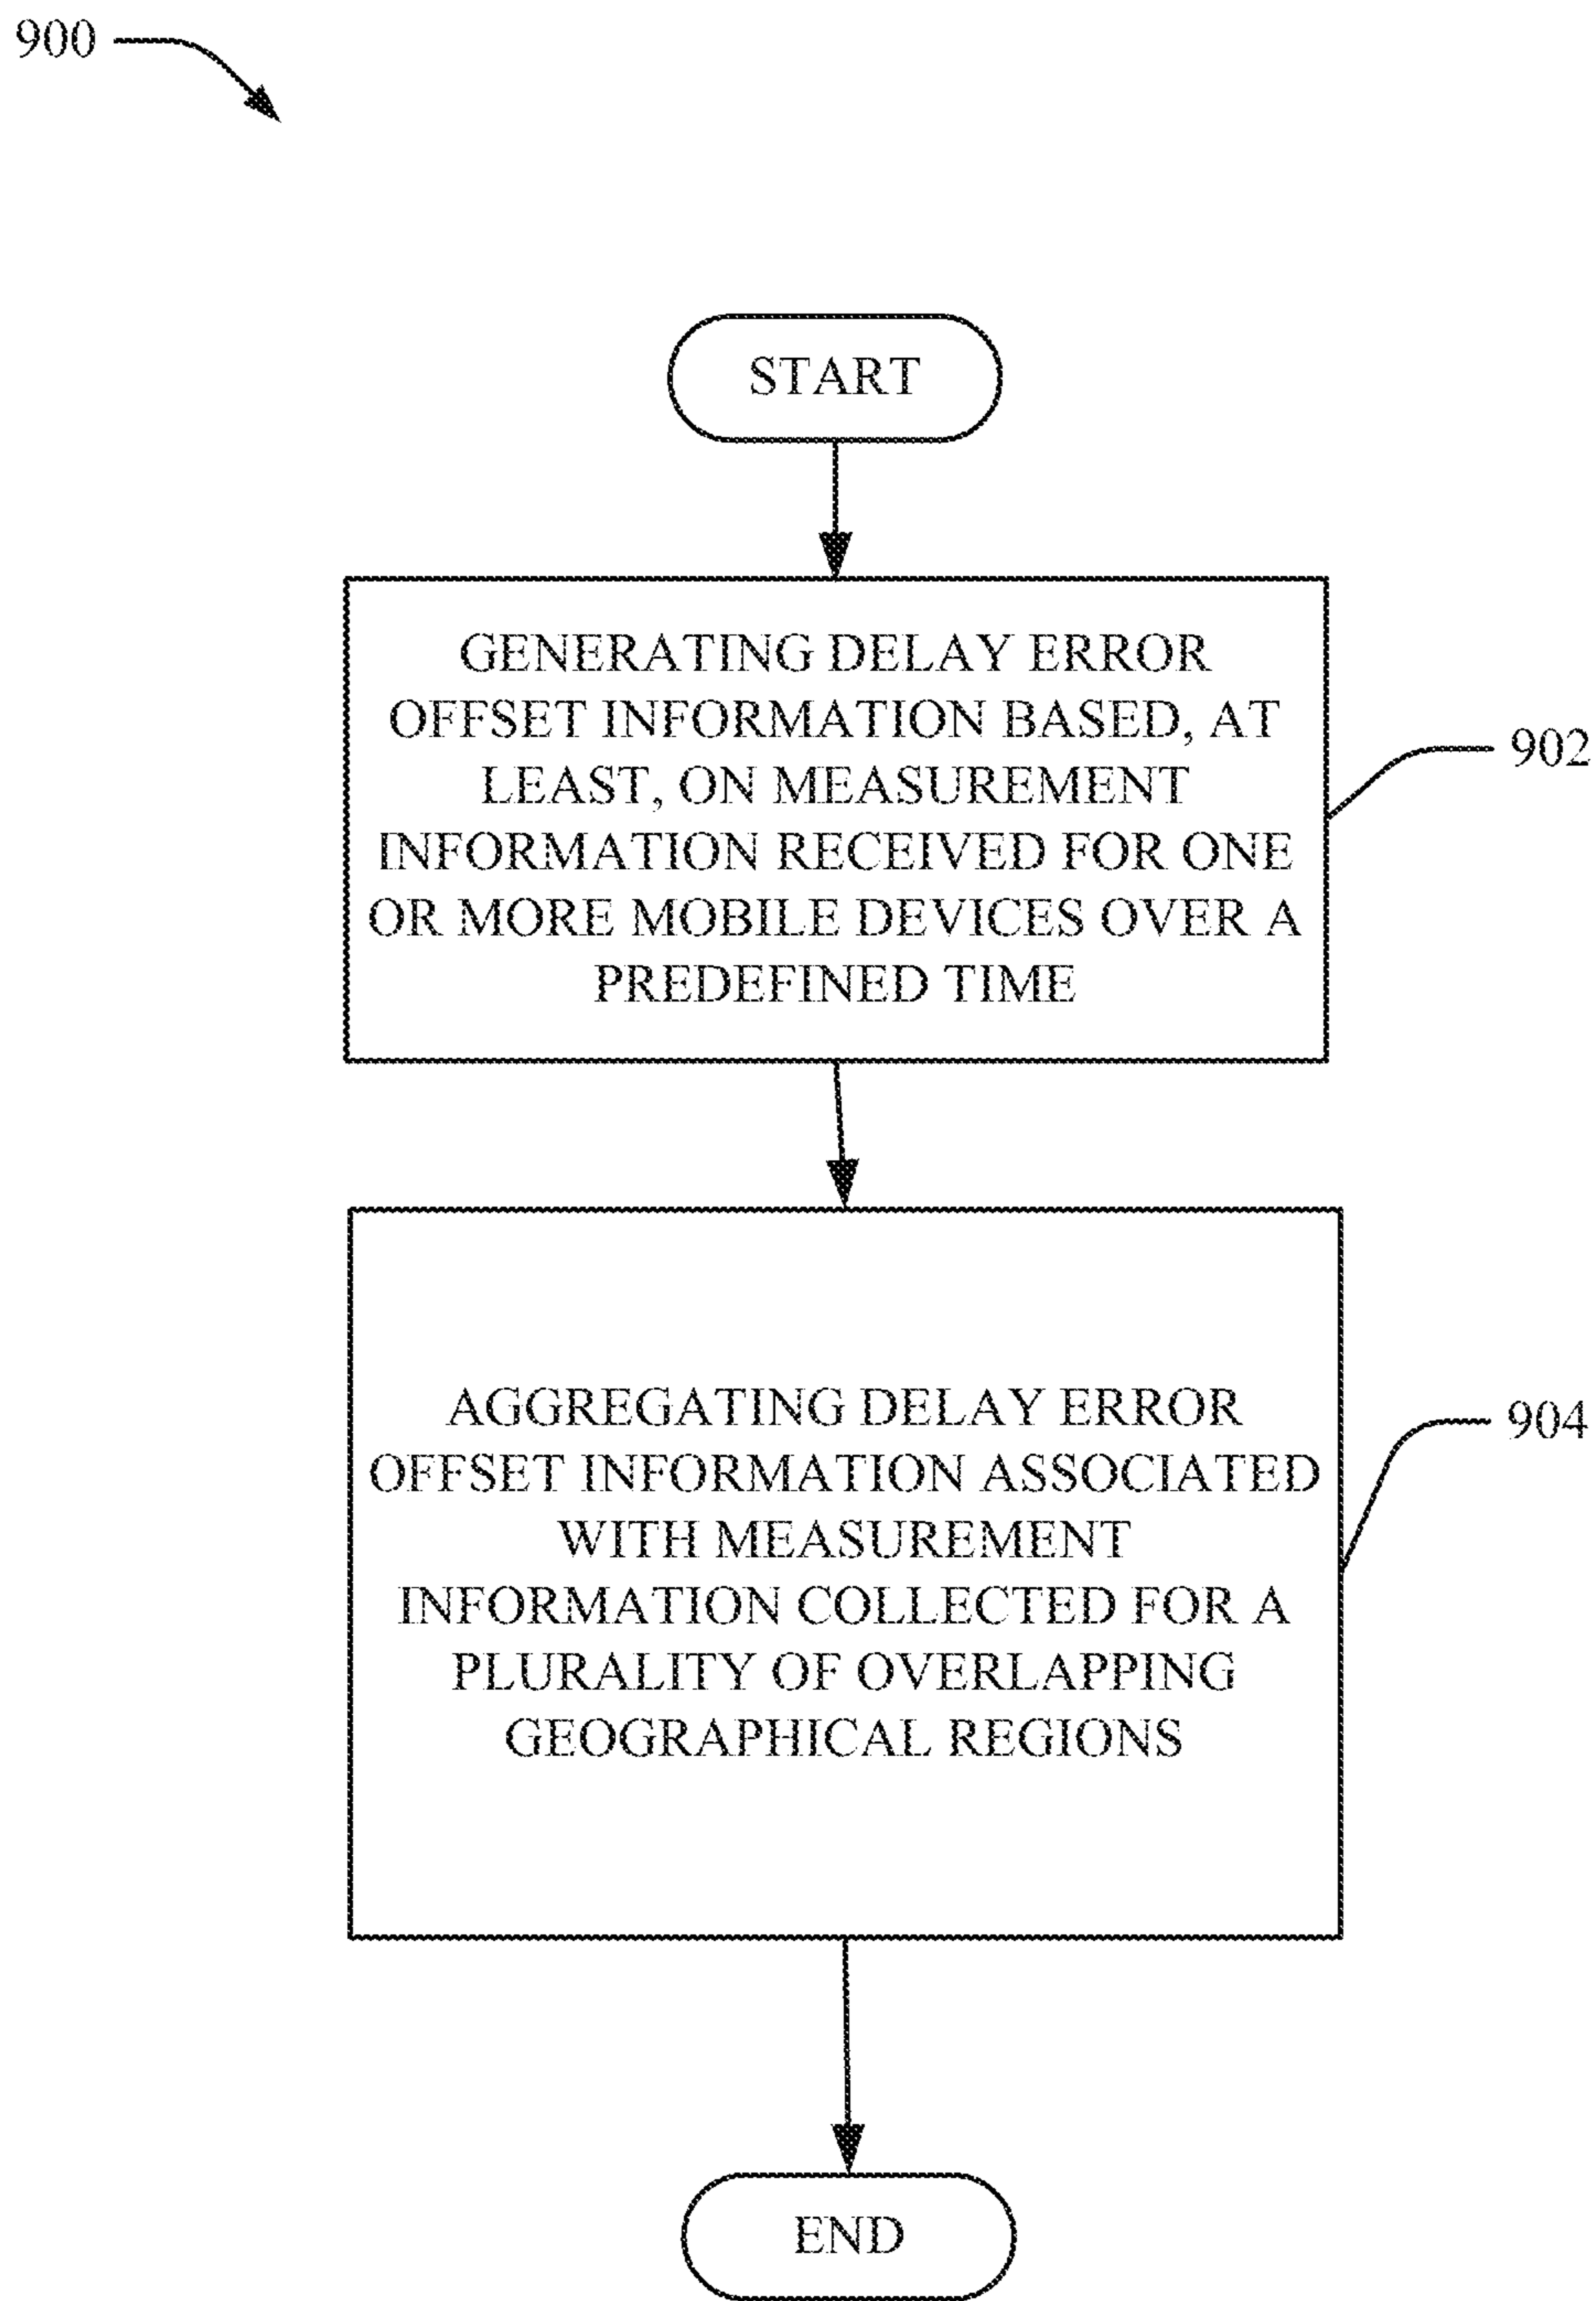 900
START
GENERATING DELAY ERROR
OFFSET INFORMATION BASED, AT
LEAST, ON MEASUREMENT
INFORMATION RECEIVED FOR ONE
OR MORE MOBILE DEVICES OVER A
PREDEFINED TIME
902
AGGREGATING DELAY ERROR
OFFSET INFORMATION ASSOCIATED
WITH MEASUREMENT
INFORMATION COLLECTED FOR A
PLURALITY OF OVERLAPPING
GEOGRAPHICAL REGIONS
904
END